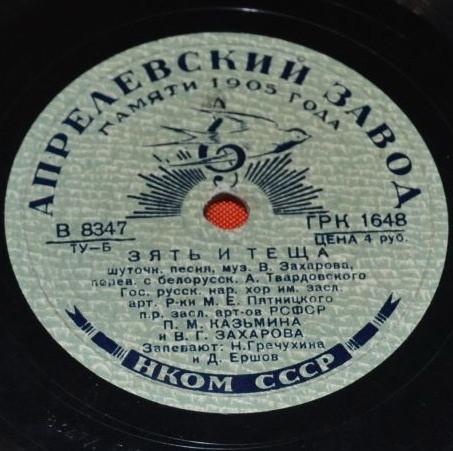 АПРЕЛЕВСКИЙ ЗАВОД
ПАМЯТИ 1905 ГОДА
В 8347
ТУ-Б
ГРК 1648
ЦЕНА 4 руб.
ЗЯТЬ И ТЕЩА
шуточн. песня, муз. В. Захарова,
перев. с белорусск. А. Твардовского
Гос. русск. нар. хор им. засл.
арт. Р-ки М. Е. Пятницкого
п.р. засл. арт-ов РСФСР
П. М. КАЗЬМИНА
и В. Г. ЗАХАРОВА
Запевают: Н. Грачухина
и Д. Ершов
НКОМ СССР